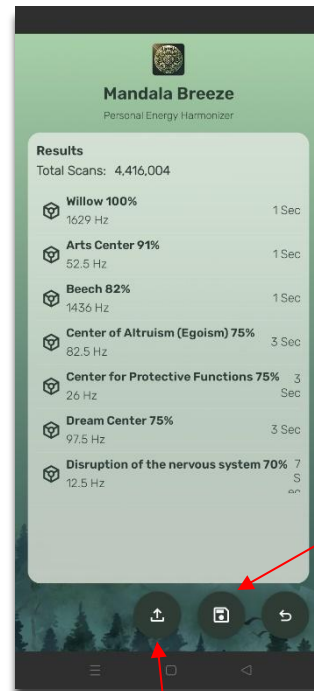 Mandala Breeze
Personal Energy Harmonizer
Results
Total Scans: 4,416,004
Willow 100%
1629 Hz
1 Sec
Arts Center 91%
52.5 Hz
1 Sec
Beech 82%
1436 Hz
1 Sec
Center of Altruism (Egoism) 75%
82.5 Hz
3 Sec
Center for Protective Functions 75%
26 Hz
3
Sec
Dream Center 75%
97.5 Hz
3 Sec
Disruption of the nervous system 70%
12.5 Hz
7
S
ec